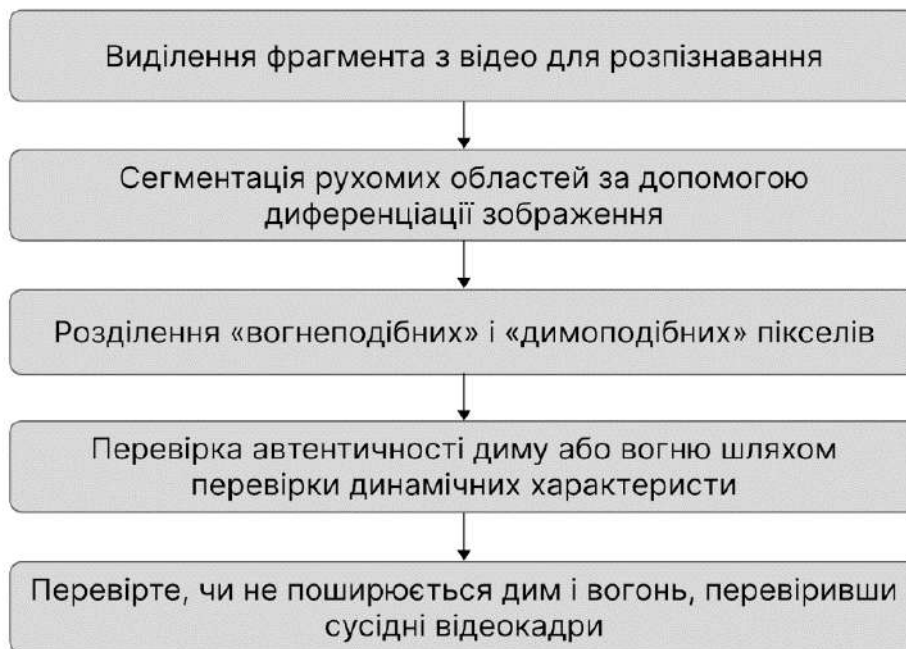 Виділення фрагмента з відео для розпізнавання
Сегментація рухомих областей за допомогою
диференціації зображення
Розділення «вогнеподібних» і «димоподібних» пікселів
Перевірка автентичності диму або вогню шляхом
перевірки динамічних характеристи
Перевірте, чи не поширюється дим і вогонь, перевіривши
сусідні відеокадри